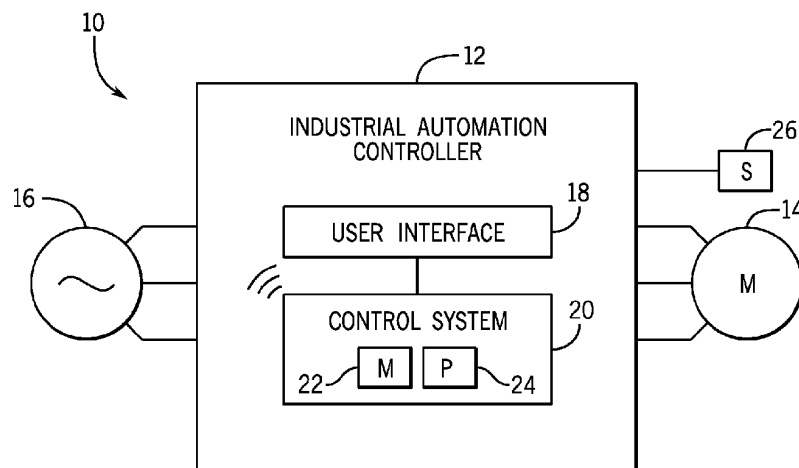 10
12
INDUSTRIAL AUTOMATION
CONTROLLER
26
S
16
18
14
USER INTERFACE
M
CONTROL SYSTEM
20
22
M
P
24